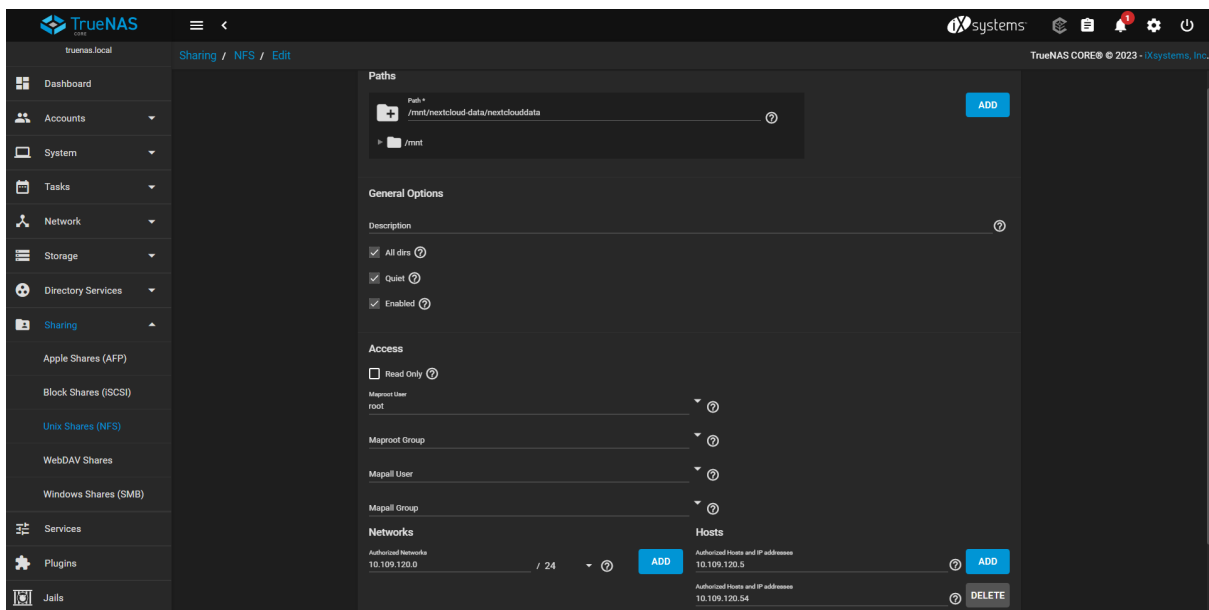 TrueNAS
CORE
iXsystems
1
truenas.local
Sharing / NFS / Edit
TrueNAS CORE® © 2023 - iXsystems, Inc.
Dashboard
Accounts
System
Tasks
Network
Storage
Directory Services
Sharing
Apple Shares (AFP)
Block Shares (iSCSI)
Unix Shares (NFS)
WebDAV Shares
Windows Shares (SMB)
Services
Plugins
Jails
Paths
Path *
/mnt/nextcloud-data/nextclouddata
ADD
/mnt
General Options
Description
All dirs
Quiet
Enabled
Access
Read Only
Maproot User
root
Maproot Group
Mapall User
Mapall Group
Networks
Authorized Networks
10.109.120.0 / 24
ADD
Hosts
Authorized Hosts and IP addresses
10.109.120.5
ADD
Authorized Hosts and IP addresses
10.109.120.54
DELETE